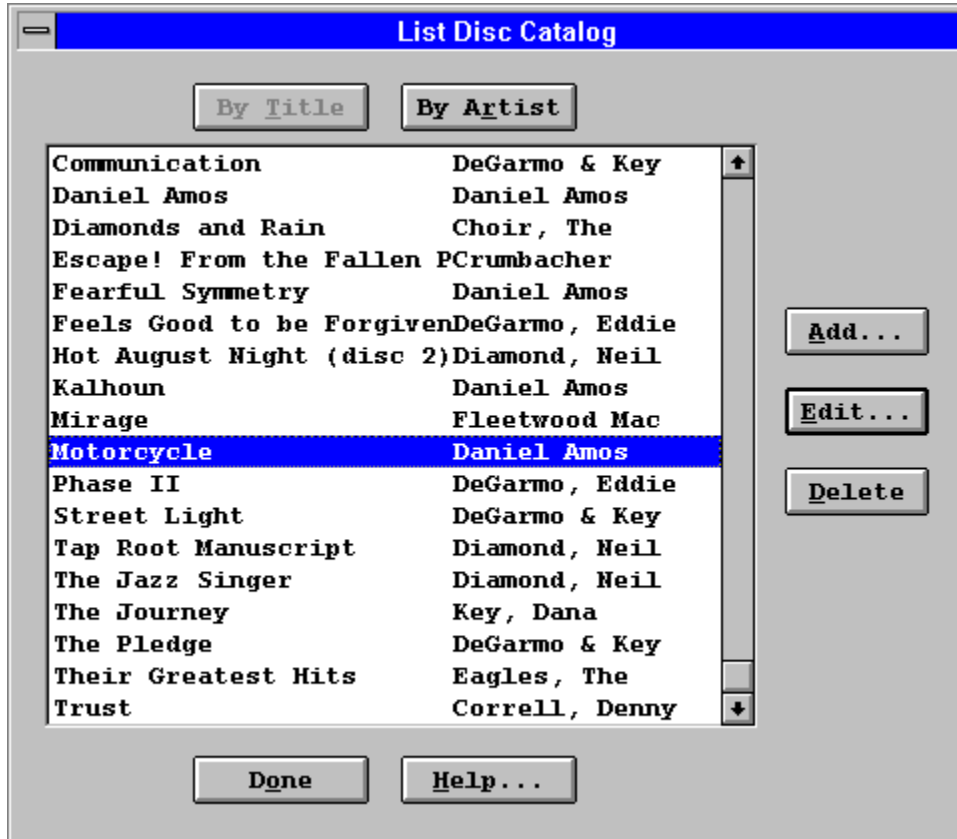 List Disc Catalog
By Title By Artist
Communication DeGarmo & Key
Daniel Amos Daniel Amos
Diamonds and Rain Choir, The
Escape! From the Fallen PCrumbacher
Fearful Symmetry Daniel Amos
Feels Good to be ForgivenDeGarmo, Eddie
Hot August Night (disc 2)Diamond, Neil
Kalhoun Daniel Amos
Mirage Fleetwood Mac
Motorcycle Daniel Amos
Phase II DeGarmo, Eddie
Street Light DeGarmo & Key
Tap Root Manuscript Diamond, Neil
The Jazz Singer Diamond, Neil
The Journey Key, Dana
The Pledge DeGarmo & Key
Their Greatest Hits Eagles, The
Trust Correll, Denny
Add...
Edit...
Delete
Done Help...